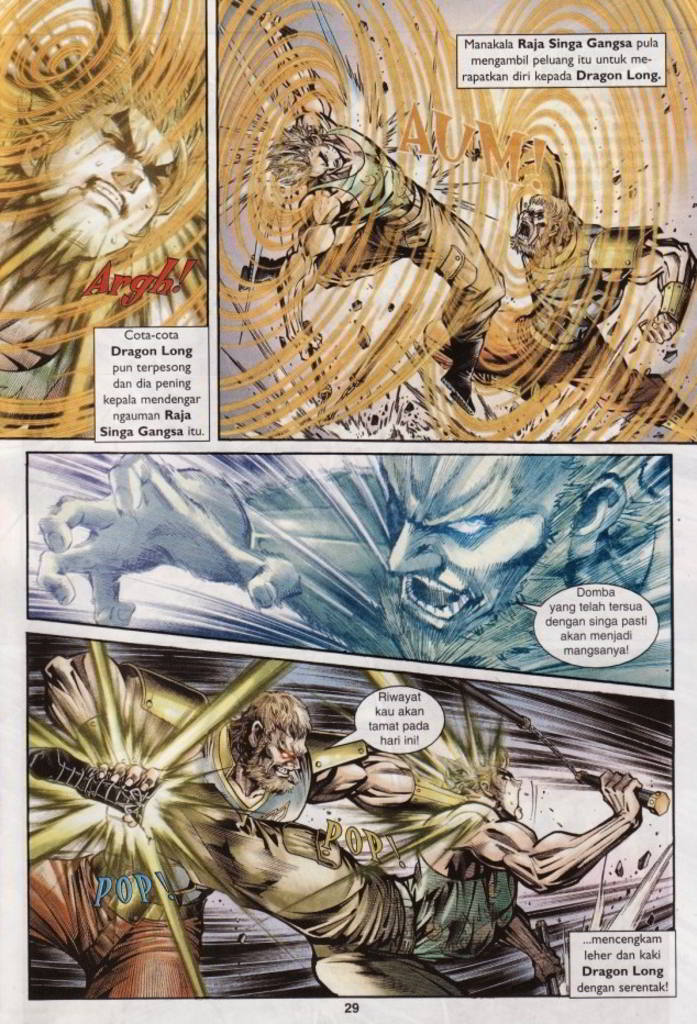 Argh!
Cota-cota
Dragon Long
pun terpesong
dan dia pening
kepala mendengar
ngauman Raja
Singa Gangsa itu.
Manakala Raja Singa Gangsa pula
mengambil peluang itu untuk me-
rapatkan diri kepada Dragon Long.
AUM!
Domba
yang telah tersua
dengan singa pasti
akan menjadi
mangsanya!
Riwayat
kau akan
tamat pada
hari ini!
POP!
POP!
...mencengkam
leher dan kaki
Dragon Long
dengan serentak!
29